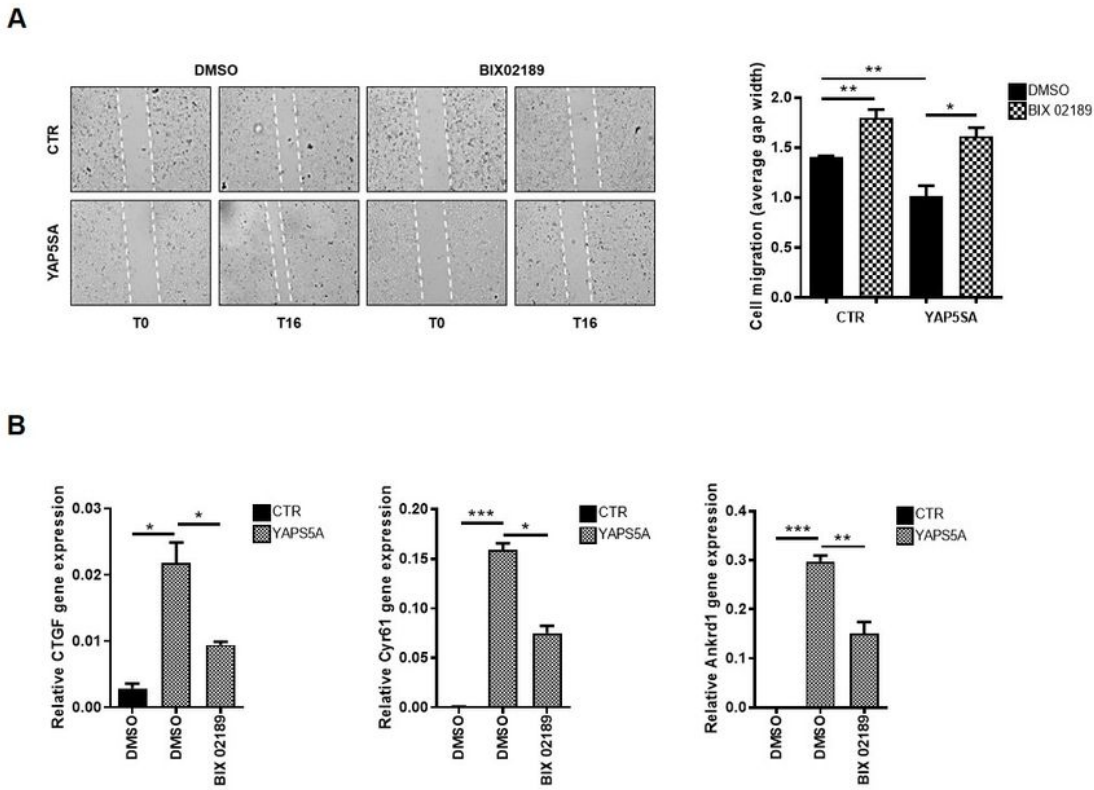 A
DMSO
BIX02189
CTR
YAP5SA
T0
T16
T0
T16
Cell migration (average gap width)
2.0
1.5
1.0
0.5
0.0
**
**
*
DMSO
BIX 02189
CTR
YAP5SA
B
Relative CTGF gene expression
0.03
0.02
0.01
0.00
*
*
CTR
YAPS5A
DMSO
DMSO
BIX 02189
Relative Cyr61 gene expression
0.20
0.15
0.10
0.05
0.00
***
*
CTR
YAPS5A
DMSO
DMSO
BIX 02189
Relative Ankrd1 gene expression
0.4
0.3
0.2
0.1
0.0
***
**
CTR
YAPS5A
DMSO
DMSO
BIX 02189